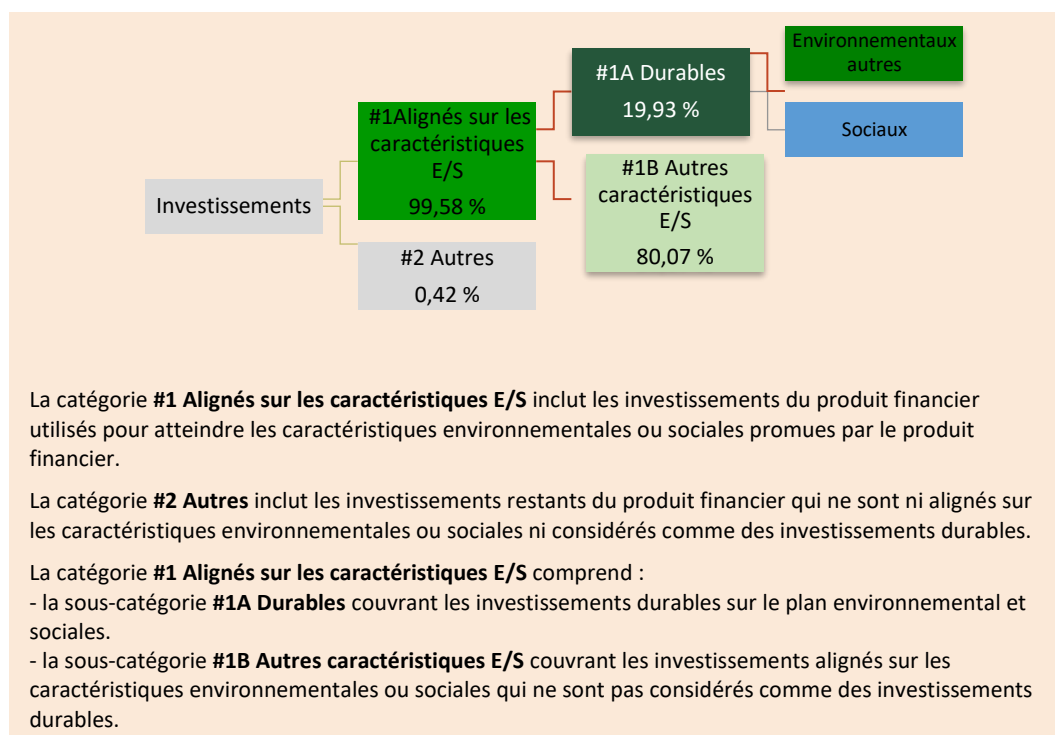 Investissements
#1Alignés sur les
caractéristiques
E/S
99,58 %
#2 Autres
0,42 %
#1A Durables
19,93 %
#1B Autres
caractéristiques
E/S
80,07 %
Environnementaux
autres
Sociaux
La catégorie #1 Alignés sur les caractéristiques E/S inclut les investissements du produit financier
utilisés pour atteindre les caractéristiques environnementales ou sociales promues par le produit
financier.
La catégorie #2 Autres inclut les investissements restants du produit financier qui ne sont ni alignés sur
les caractéristiques environnementales ou sociales ni considérés comme des investissements durables.
La catégorie #1 Alignés sur les caractéristiques E/S comprend :
- la sous-catégorie #1A Durables couvrant les investissements durables sur le plan environnemental et
sociales.
- la sous-catégorie #1B Autres caractéristiques E/S couvrant les investissements alignés sur les
caractéristiques environnementales ou sociales qui ne sont pas considérés comme des investissements
durables.